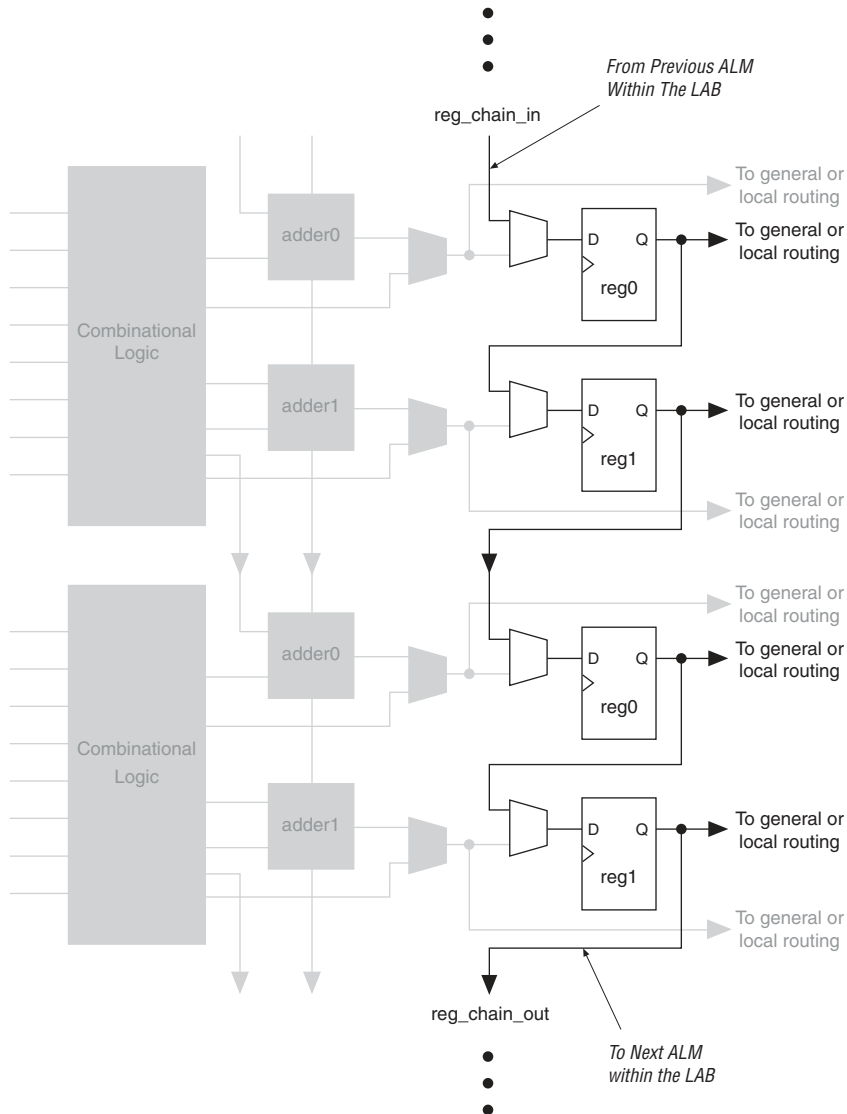 From Previous ALM
Within The LAB
reg_chain_in
To general or
local routing
adder0
D Q
To general or
local routing
reg0
Combinational
Logic
adder1
D Q
To general or
local routing
reg1
To general or
local routing
To general or
local routing
adder0
D Q
To general or
local routing
reg0
Combinational
Logic
adder1
D Q
To general or
local routing
reg1
To general or
local routing
reg_chain_out
To Next ALM
within the LAB